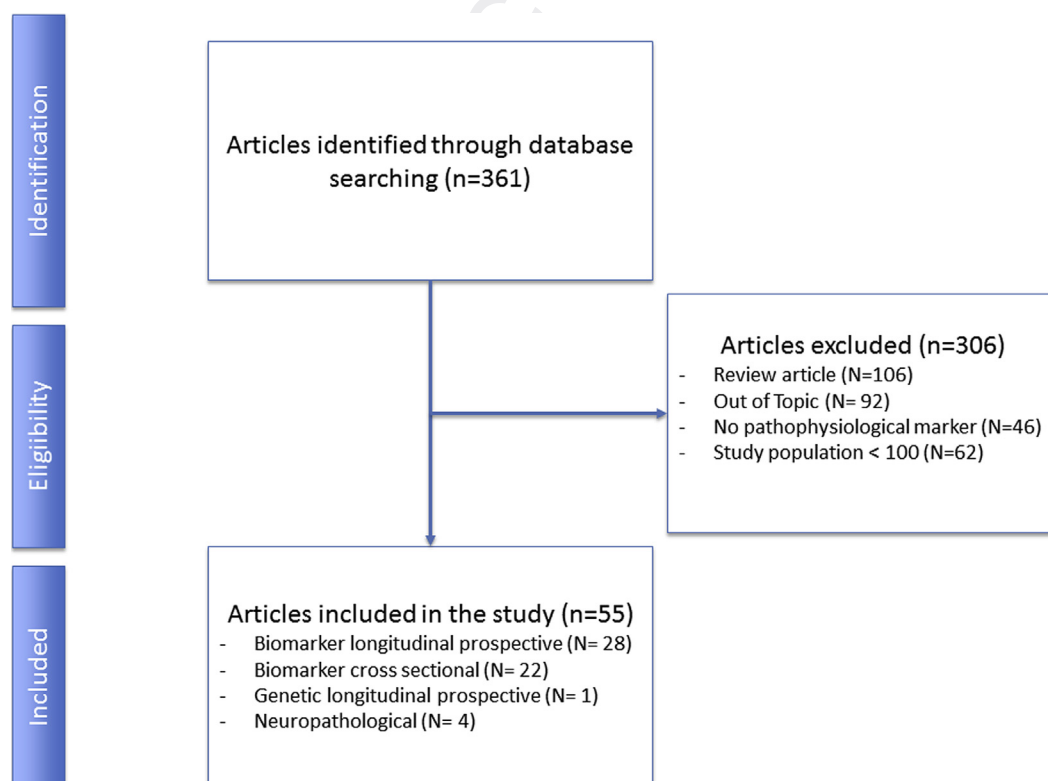 Identification
Articles identified through database
searching (n=361)
Eligiibility
Articles excluded (n=306)
- Review article (N=106)
- Out of Topic (N= 92)
- No pathophysiological marker (N=46)
- Study population < 100 (N=62)
Included
Articles included in the study (n=55)
- Biomarker longitudinal prospective (N= 28)
- Biomarker cross sectional (N= 22)
- Genetic longitudinal prospective (N= 1)
- Neuropathological (N= 4)